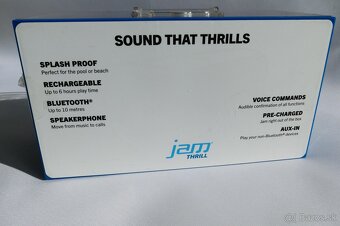 SOUND THAT THRILLS
SPLASH PROOF
Perfect for the pool or beach
RECHARGEABLE
Up to 6 hours play time
BLUETOOTH®
Up to 10 metres
SPEAKERPHONE
Move from music to calls
VOICE COMMANDS
Audible confirmation of all functions
PRE-CHARGED
Jam right out of the box
AUX-IN
Play your non-Bluetooth® devices
jam
THRILL
Bazos.sk